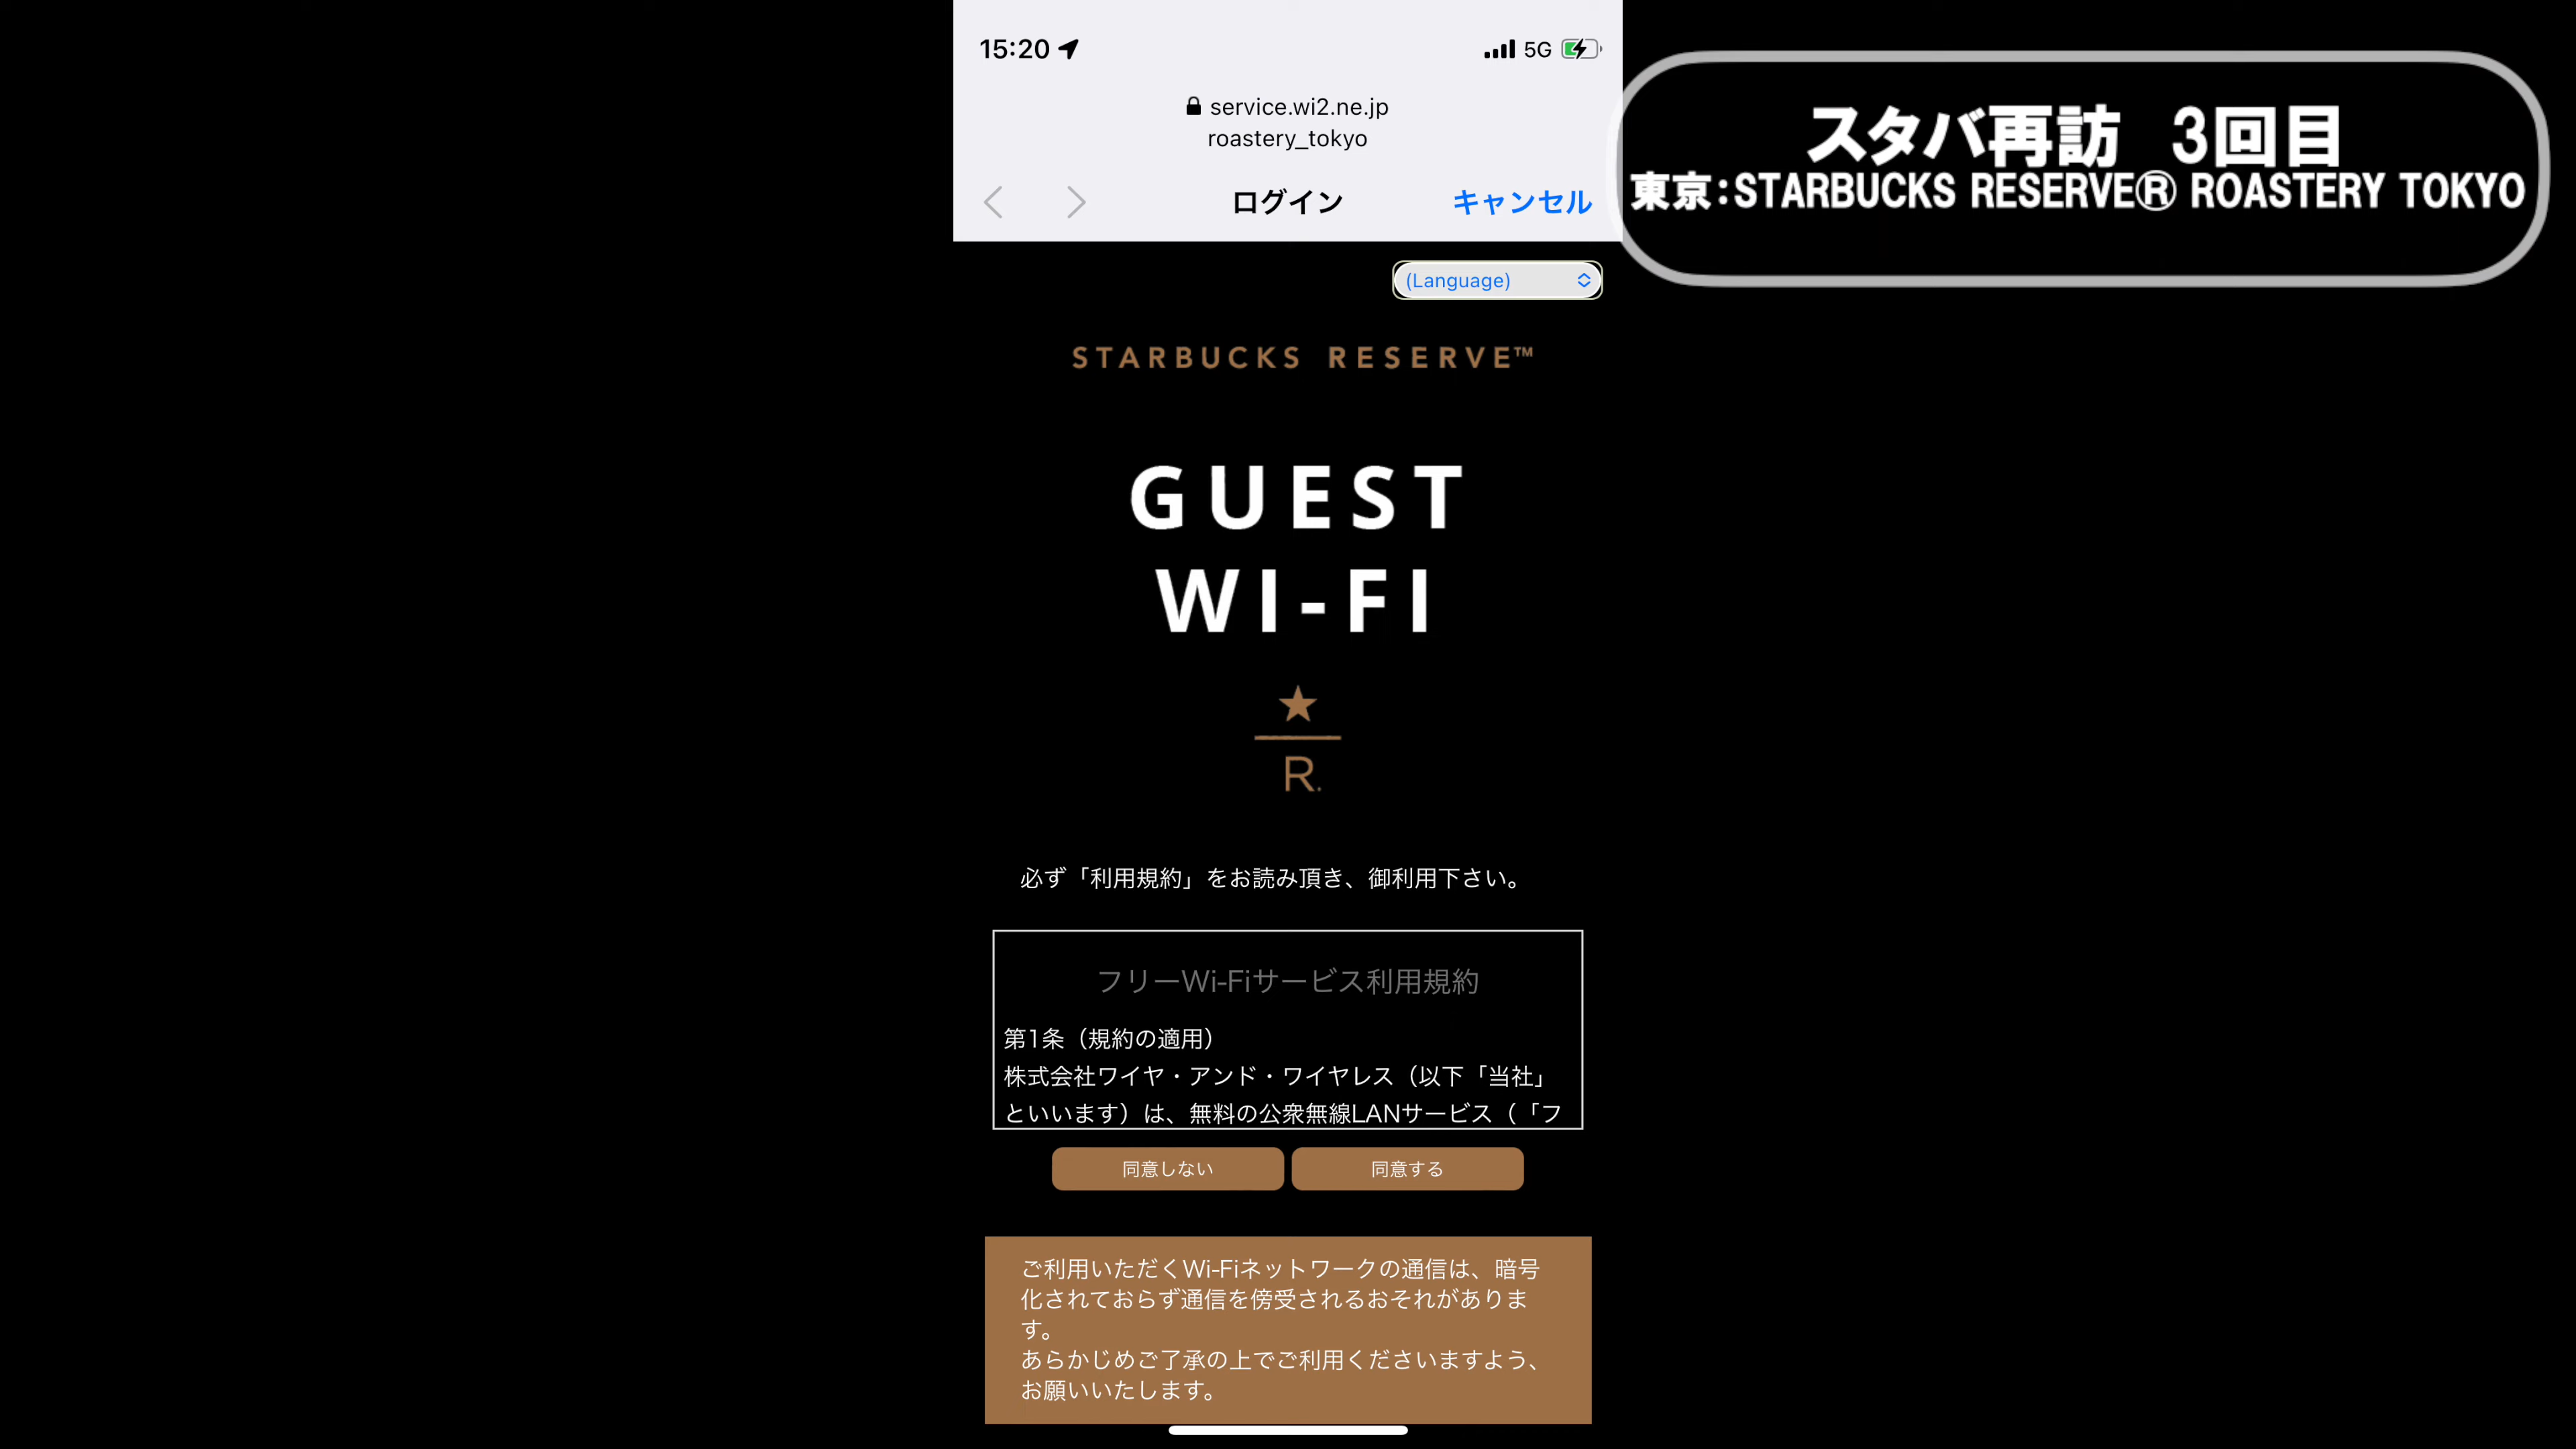 15:20
5G
service.wi2.ne.jp
roastery_tokyo
ログイン
キャンセル
スタバ再訪　3回目
東京:STARBUCKS RESERVE® ROASTERY TOKYO
(Language)
STARBUCKS RESERVE™
GUEST
WI-FI
R.
必ず「利用規約」をお読み頂き、御利用下さい。
フリーWi-Fiサービス利用規約
第1条（規約の適用）
株式会社ワイヤ・アンド・ワイヤレス（以下「当社」
といいます）は、無料の公衆無線LANサービス（「フ
同意しない
同意する
ご利用いただくWi-Fiネットワークの通信は、暗号
化されておらず通信を傍受されるおそれがありま
す。
あらかじめご了承の上でご利用くださいますよう、
お願いいたします。